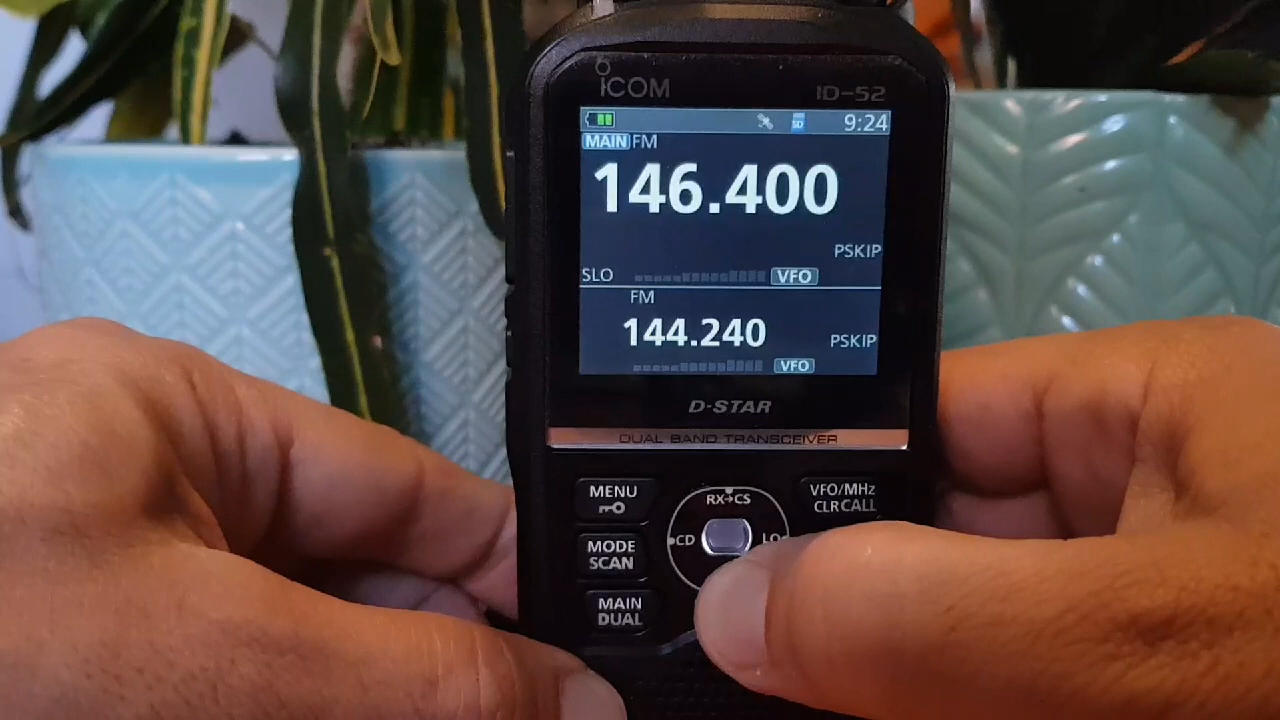 ICOM ID-52
SD 9:24
MAIN FM
146.400
PSKIP
SLO VFO
FM
144.240
PSKIP
VFO
D-STAR
DUAL BAND TRANSCEIVER
MENU RX→CS VFO/MHz
CLR CALL
CD
MODE
SCAN
MAIN
DUAL